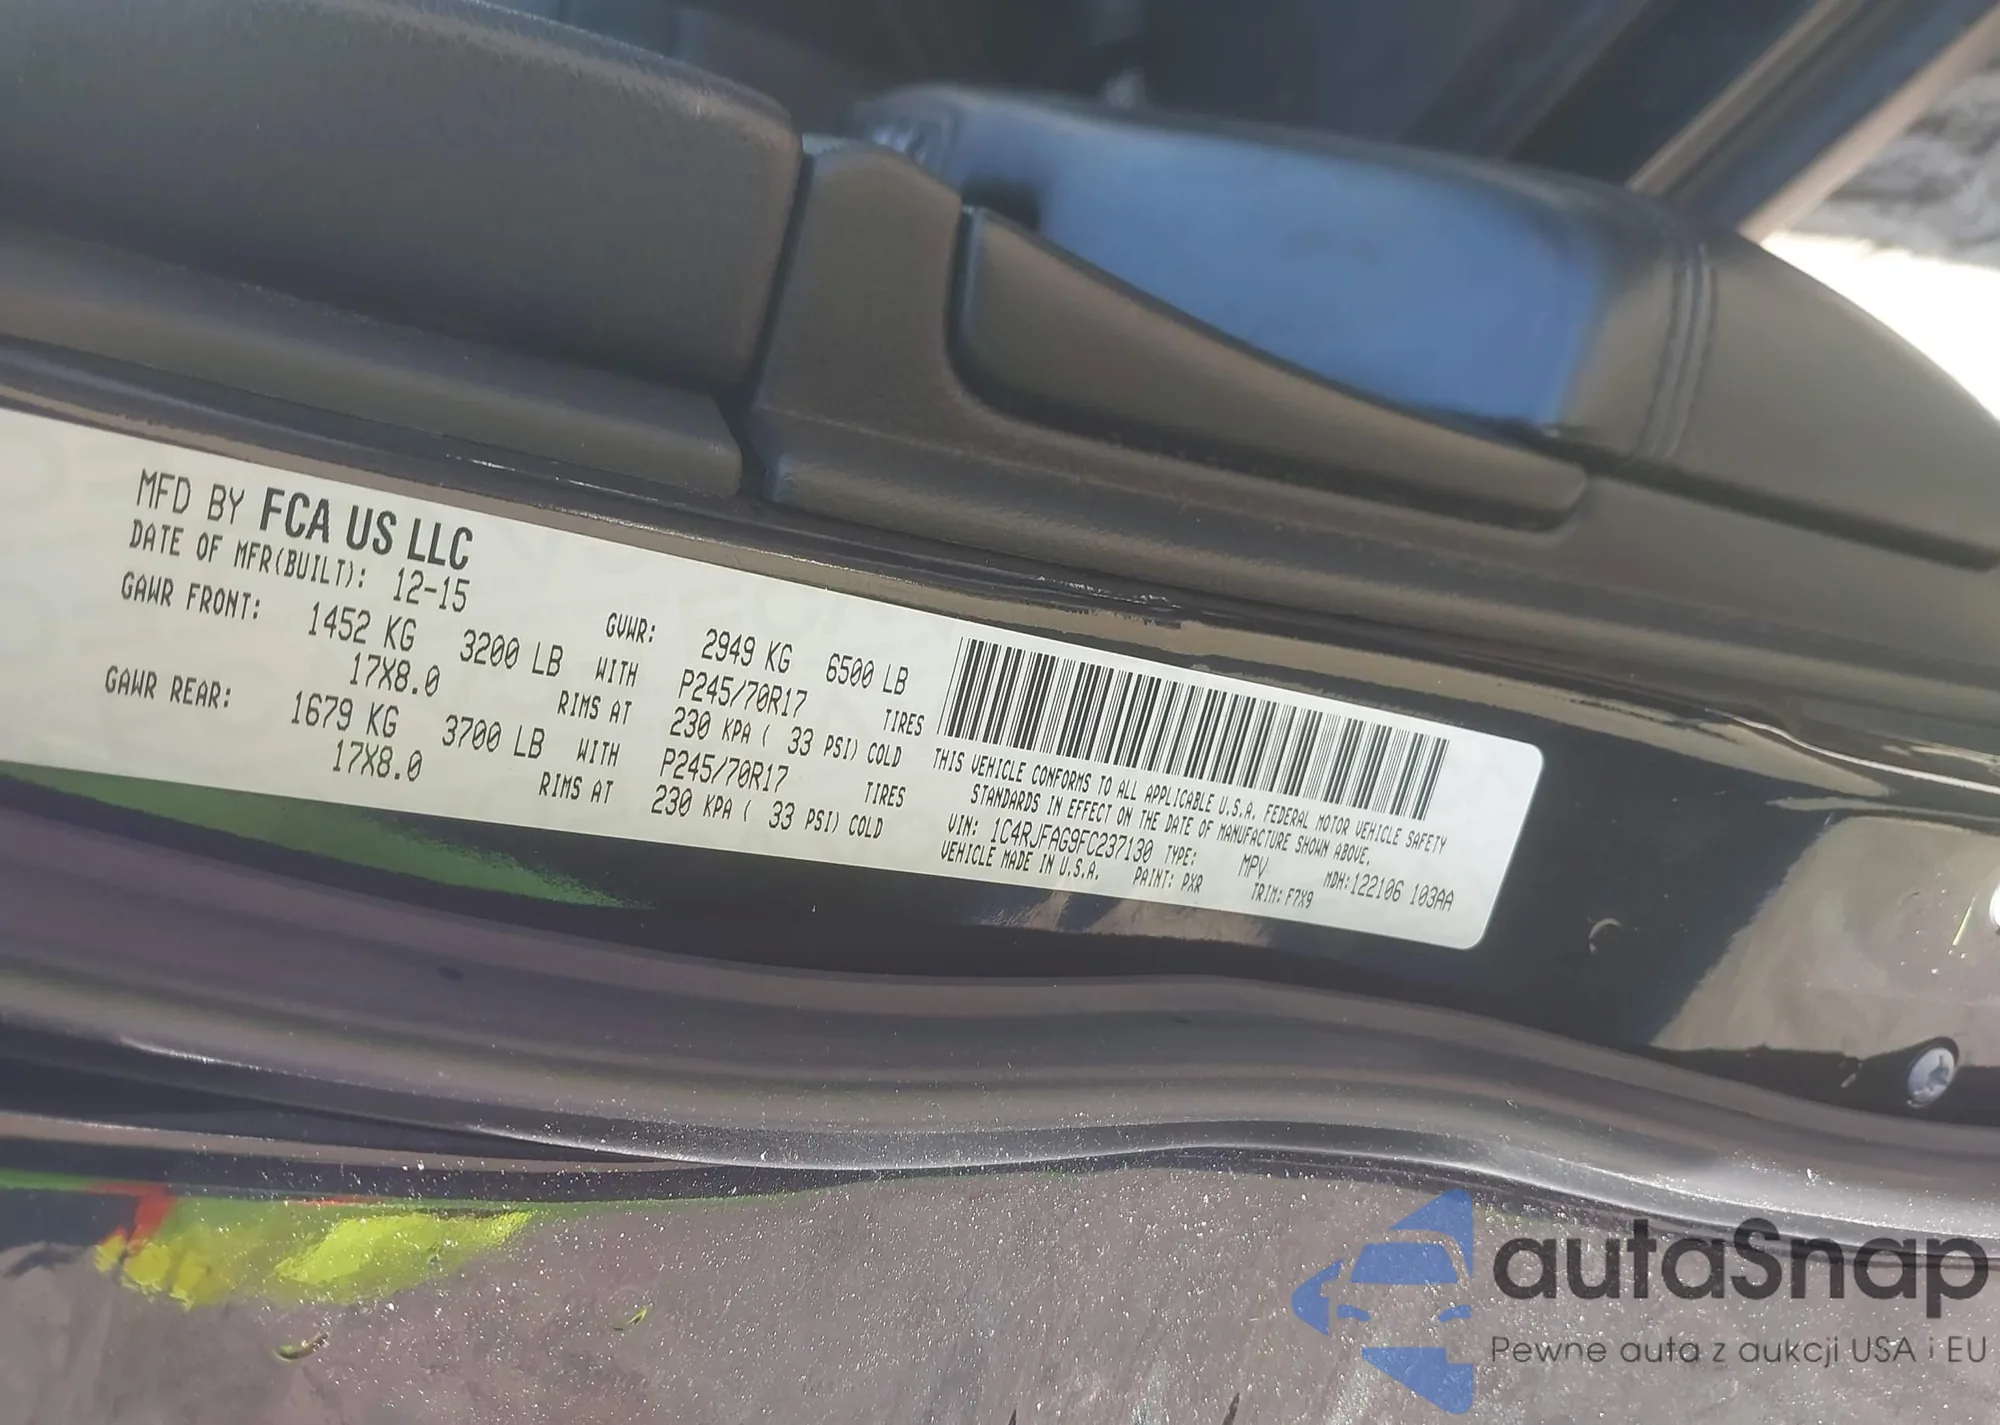 MFD BY FCA US LLC
DATE OF MFR(BUILT): 12-15 GVWR: 2949 KG 6500 LB
GAWR FRONT: 1452 KG 3200 LB WITH P245/70R17 TIRES
17X8.0 RIMS AT 230 KPA ( 33 PSI) COLD
GAWR REAR: 1679 KG 3700 LB WITH P245/70R17 TIRES
17X8.0 RIMS AT 230 KPA ( 33 PSI) COLD
THIS VEHICLE CONFORMS TO ALL APPLICABLE U.S.A. FEDERAL MOTOR VEHICLE SAFETY
STANDARDS IN EFFECT ON THE DATE OF MANUFACTURE SHOWN ABOVE.
VIN: 1C4RJFAG9FC237130 TYPE: MPV MDH:122106 103AA
VEHICLE MADE IN U.S.A. PAINT: PXR TRIM: F7X9
autaSnap
Pewne auta z aukcji USA i EU